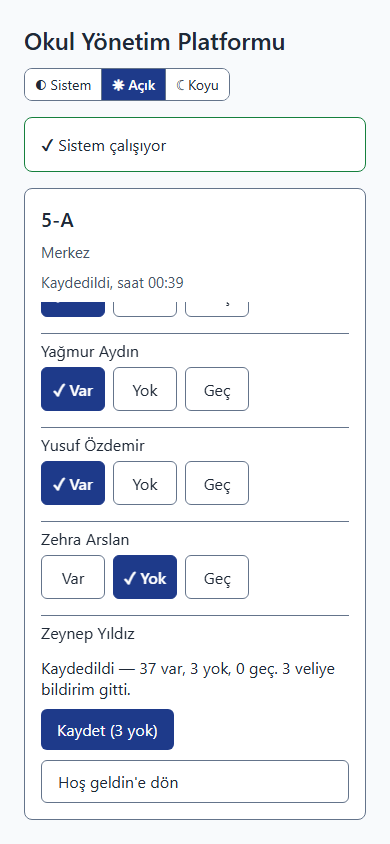 Okul Yönetim Platformu
Sistem
Açık
Koyu
✓ Sistem çalışıyor
5-A
Merkez
Kaydedildi, saat 00:39
Yağmur Aydın
✓ Var
Yok
Geç
Yusuf Özdemir
✓ Var
Yok
Geç
Zehra Arslan
Var
✓ Yok
Geç
Zeynep Yıldız
Kaydedildi — 37 var, 3 yok, 0 geç. 3 veliye
bildirim gitti.
Kaydet (3 yok)
Hoş geldin'e dön